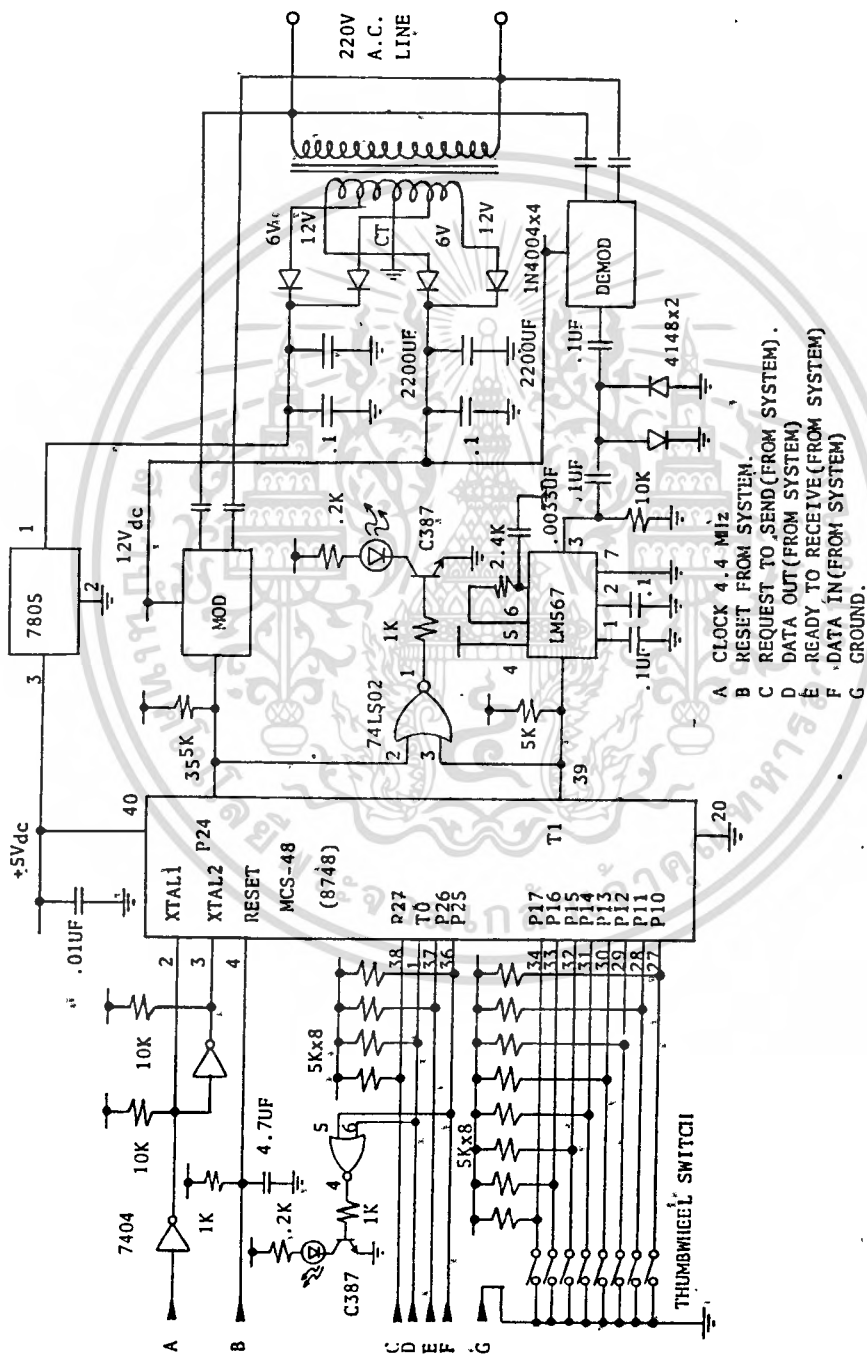 220V
A.C.
LINE
6Vac
12V
CT
6V
12V
1N4004x4
DEMOD
.1UF
4148x2
2200UF
2200UF
.1
.1
1
7805
2
3
12Vdc
MOD
.2K
C387
1K
1
74LS02
2
3
5K
35
+5Vdc
.01UF
40
2.4K
.0033UF
.1UF
10K
3
6
5
4
LM567
7
2
1
.1
.1UF
5K
39
XTAL1
P24
XTAL2
RESET
MCS-48
(8748)
P27
T0
P26
P25
T1
P17
P16
P15
P14
P13
P12
P11
P10
20
2
3
4
38
1
37
36
34
33
32
31
30
29
28
27
10K
10K
7404
1K
4.7UF
5Kx8
5
6
4
.2K
1K
C387
5Kx8
THUMBWHEEL SWITCH
A
B
C
D
E
F
G
A CLOCK 4.4 MHz
B RESET FROM SYSTEM.
C REQUEST TO SEND(FROM SYSTEM).
D DATA OUT(FROM SYSTEM)
E READY TO RECEIVE(FROM SYSTEM)
F DATA IN(FROM SYSTEM)
G GROUND.